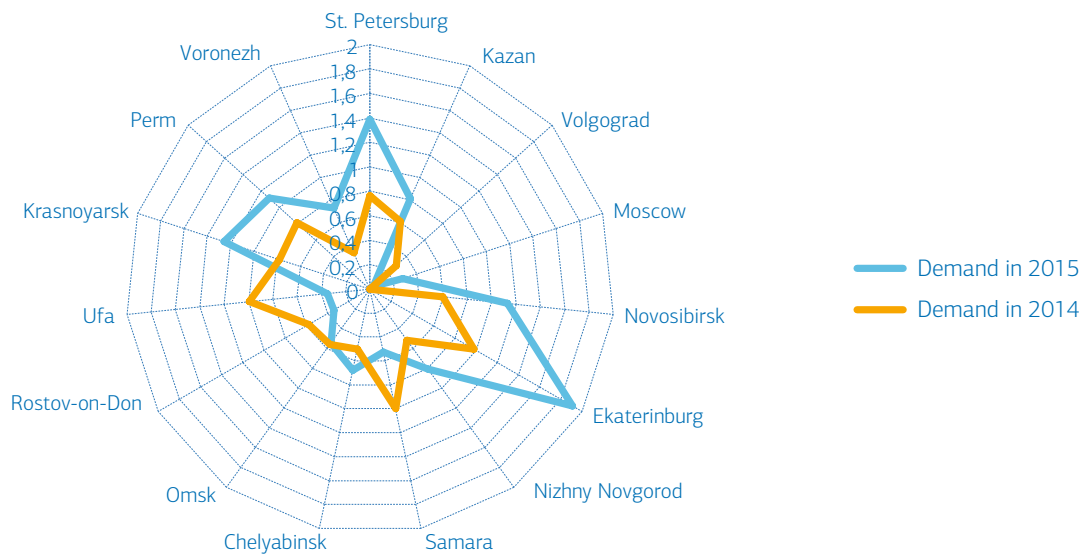 St. Petersburg
Kazan
Volgograd
Moscow
Novosibirsk
Ekaterinburg
Nizhny Novgorod
Samara
Chelyabinsk
Omsk
Rostov-on-Don
Ufa
Krasnoyarsk
Perm
Voronezh
2
1,8
1,6
1,4
1,2
1
0,8
0,6
0,4
0,2
0
Demand in 2015
Demand in 2014